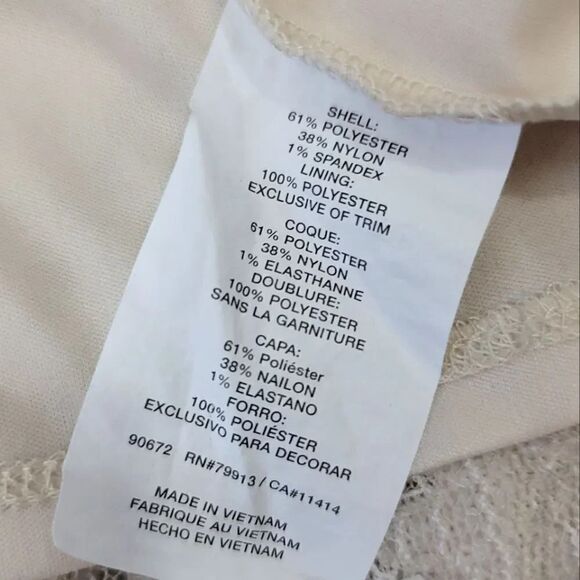 SHELL:
61% POLYESTER
38% NYLON
1% SPANDEX
LINING:
100% POLYESTER
EXCLUSIVE OF TRIM
COQUE:
61% POLYESTER
38% NYLON
1% ELASTHANNE
DOUBLURE:
100% POLYESTER
SANS LA GARNITURE
CAPA:
61% Poliéster
38% NAILON
1% ELASTANO
FORRO:
100% POLIÉSTER
EXCLUSIVO PARA DECORAR
90672 RN#79913 / CA#11414
MADE IN VIETNAM
FABRIQUE AU VIETNAM
HECHO EN VIETNAM